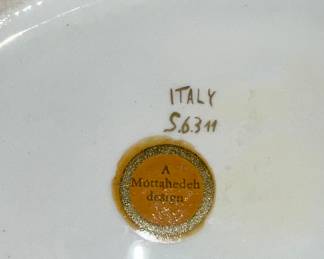 ITALY
S.6.311
A
Mottahedeh
design